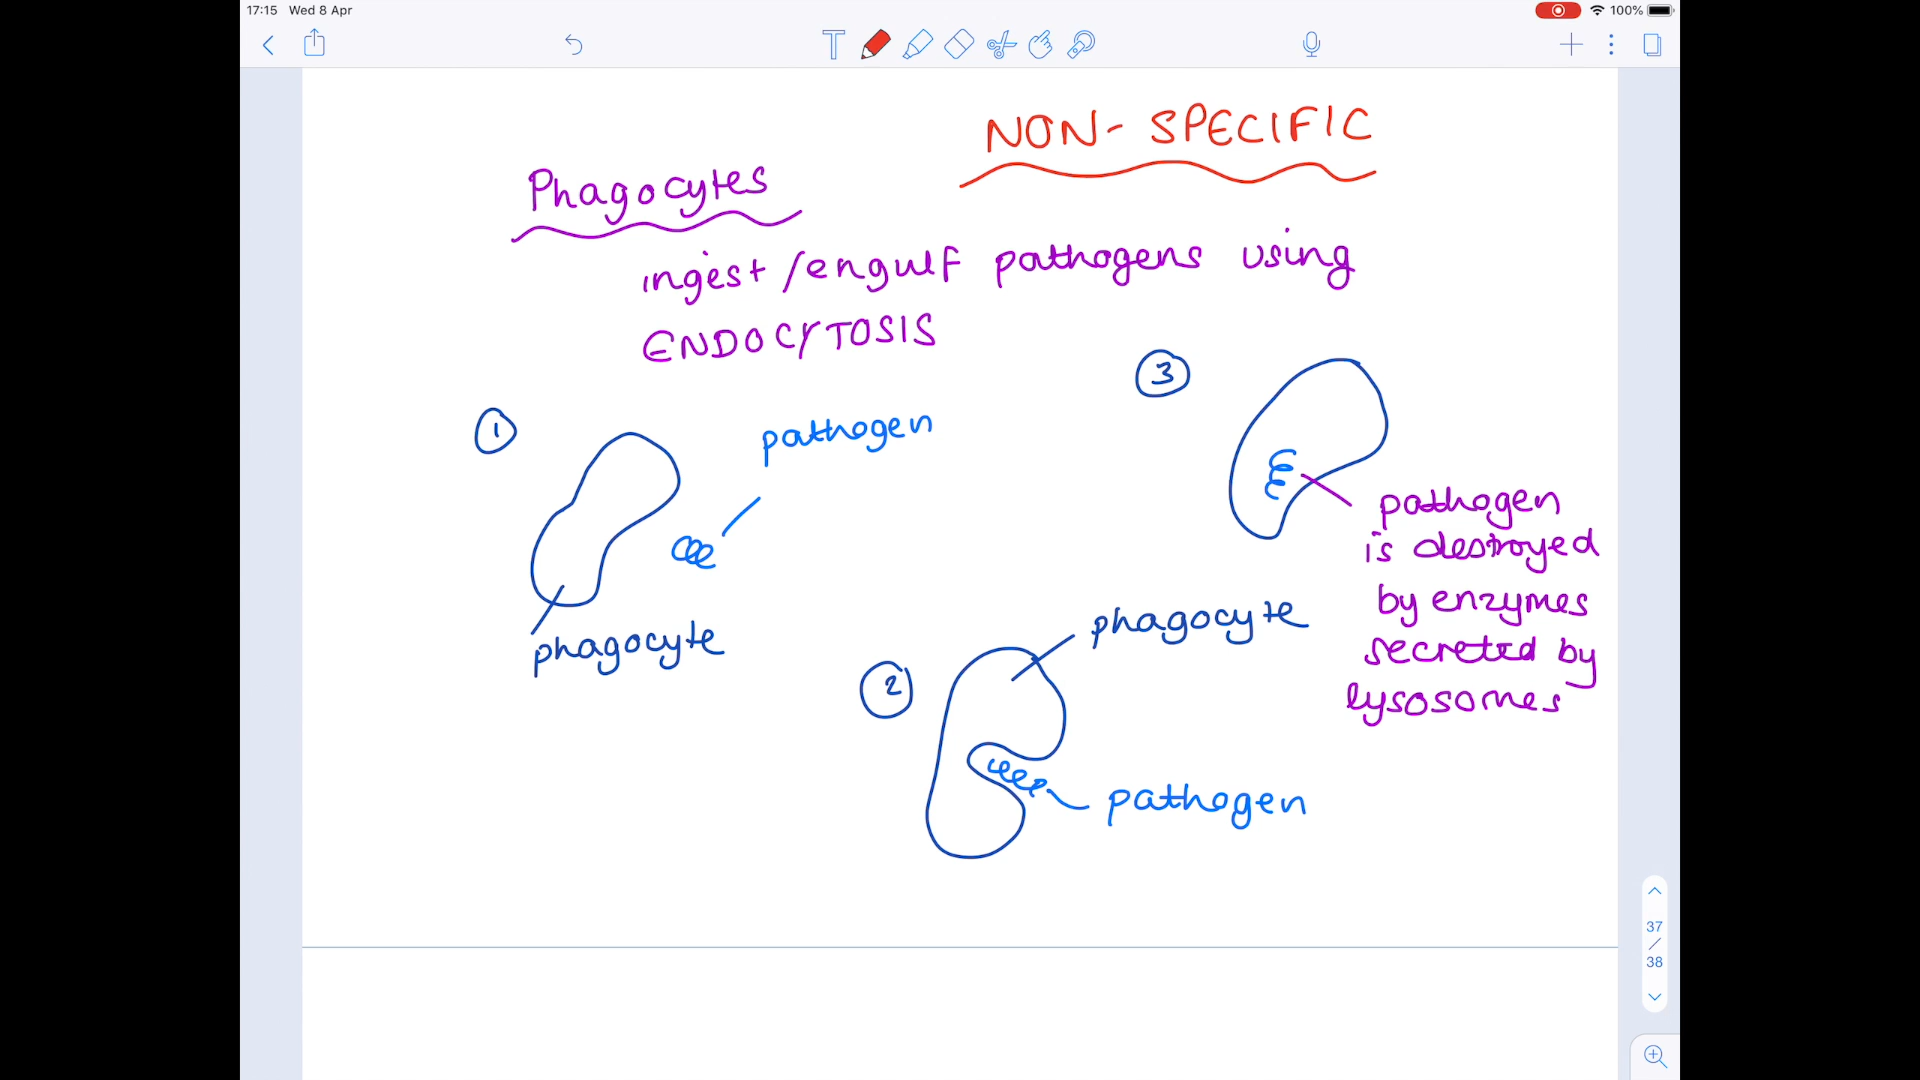 17:15 Wed 8 Apr
100%
NON-SPECIFIC
Phagocytes
ingest/engulf pathogens using
ENDOCYTOSIS
1
pathogen
phagocyte
2
phagocyte
pathogen
3
pathogen
is destroyed
by enzymes
secreted by
lysosomes
37
/
38